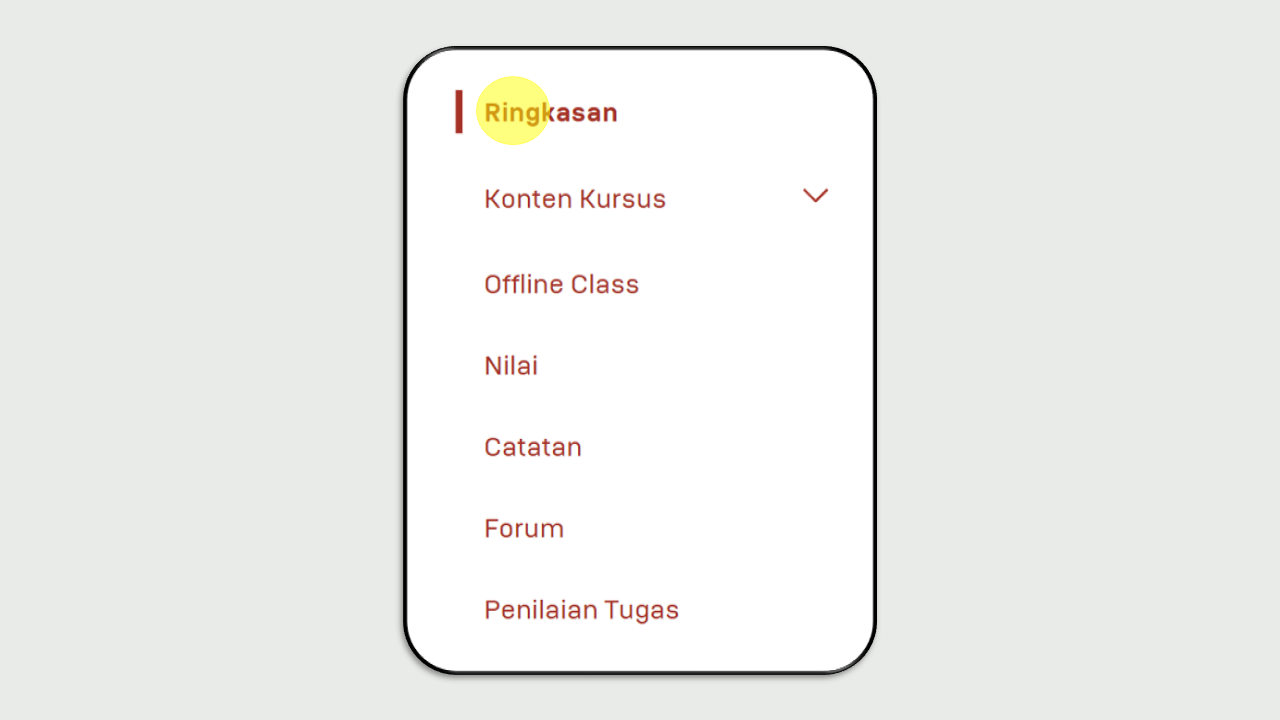 Ringkasan
Konten Kursus
Offline Class
Nilai
Catatan
Forum
Penilaian Tugas